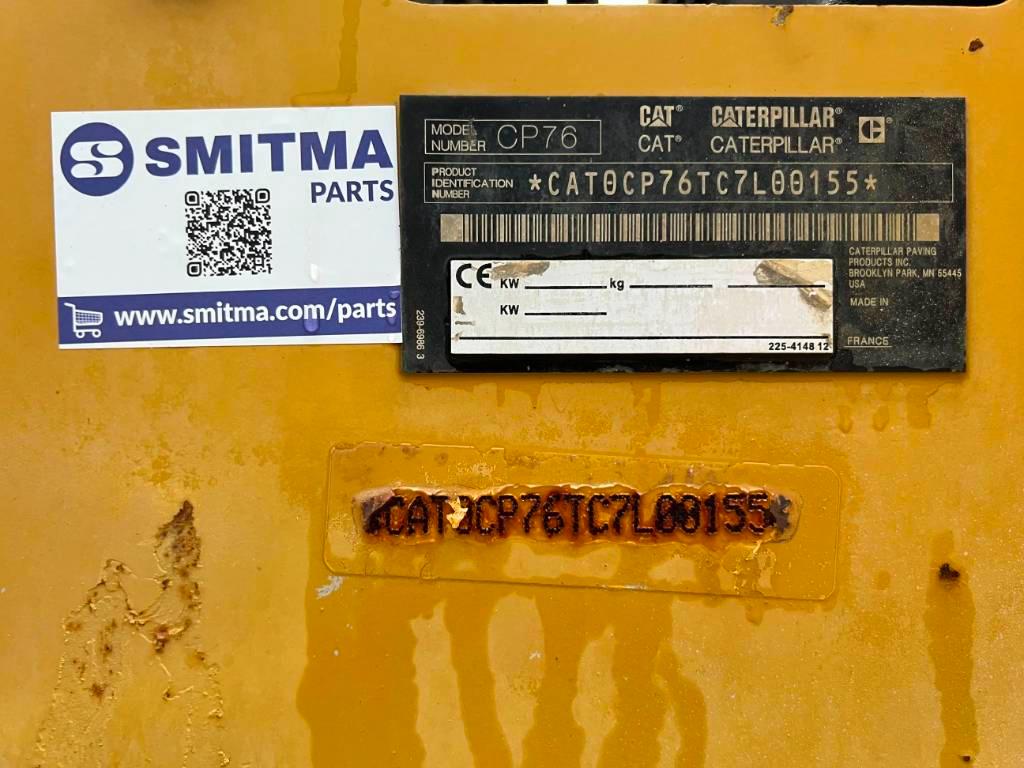 SMITMA
PARTS
www.smitma.com/parts
MODEL
NUMBER
CP76
CAT® CATERPILLAR®
CAT® CATERPILLAR®
PRODUCT
IDENTIFICATION
NUMBER
*CAT0CP76TC7L00155*
CATERPILLAR PAVING
PRODUCTS INC.
BROOKLYN PARK, MN 55445
USA
MADE IN
FRANCE
CE KW kg
KW
225-4148 12
239-6986 3
*CAT0CP76TC7L00155*